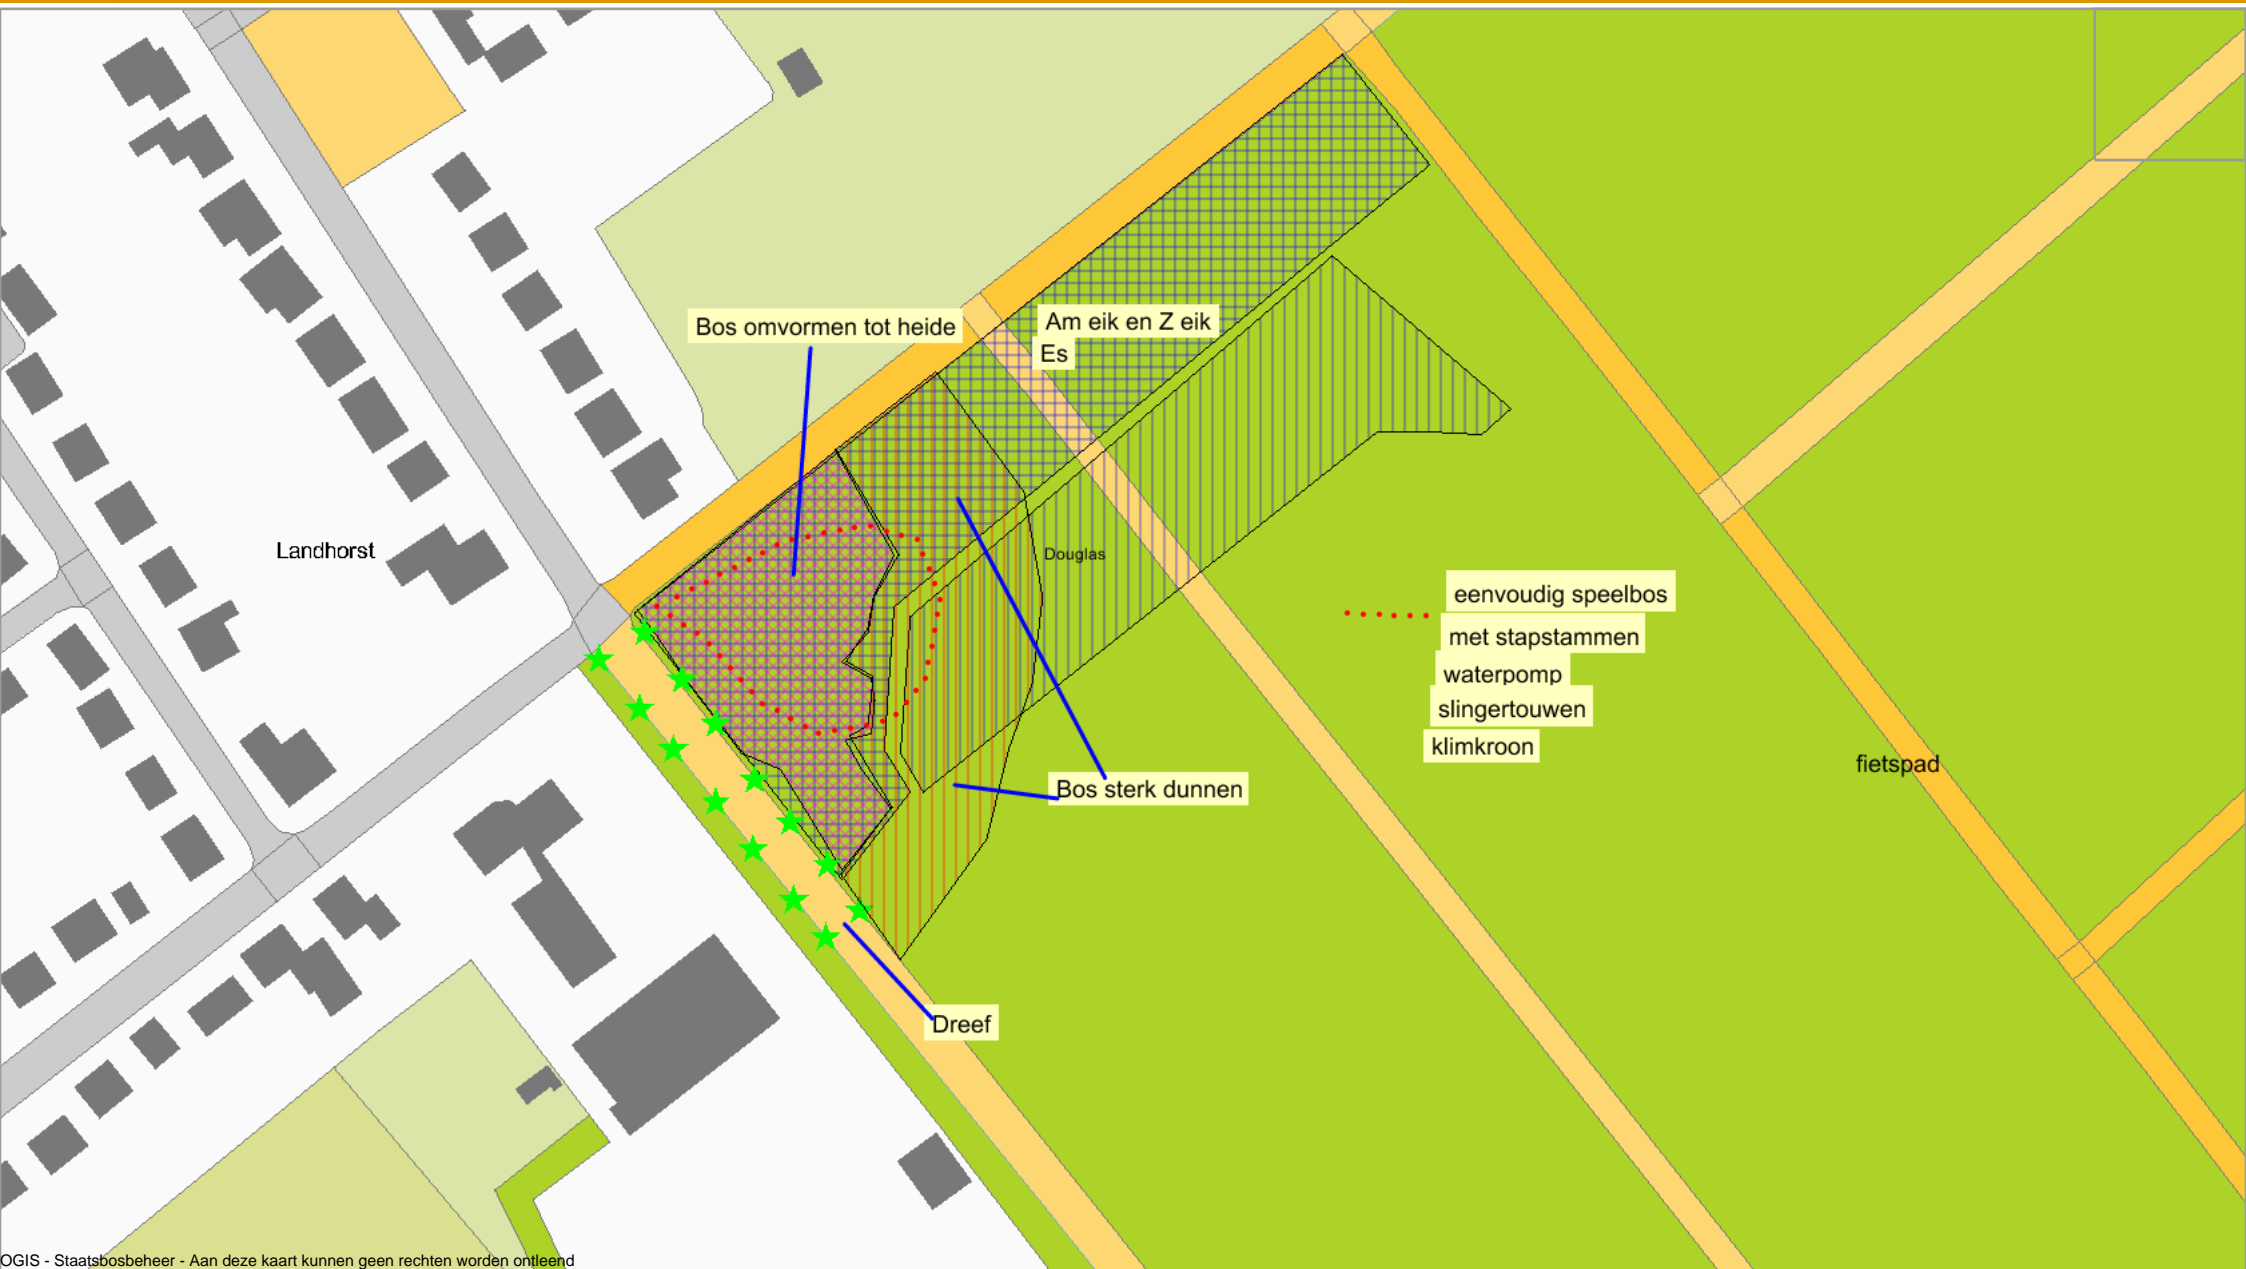 Bos omvormen tot heide
Am eik en Z eik
Es
Landhorst
Douglas
eenvoudig speelbos
met stapstammen
waterpomp
slingertouwen
klimkroon
fietspad
Bos sterk dunnen
Dreef
OGIS - Staatsbosbeheer - Aan deze kaart kunnen geen rechten worden ontleend